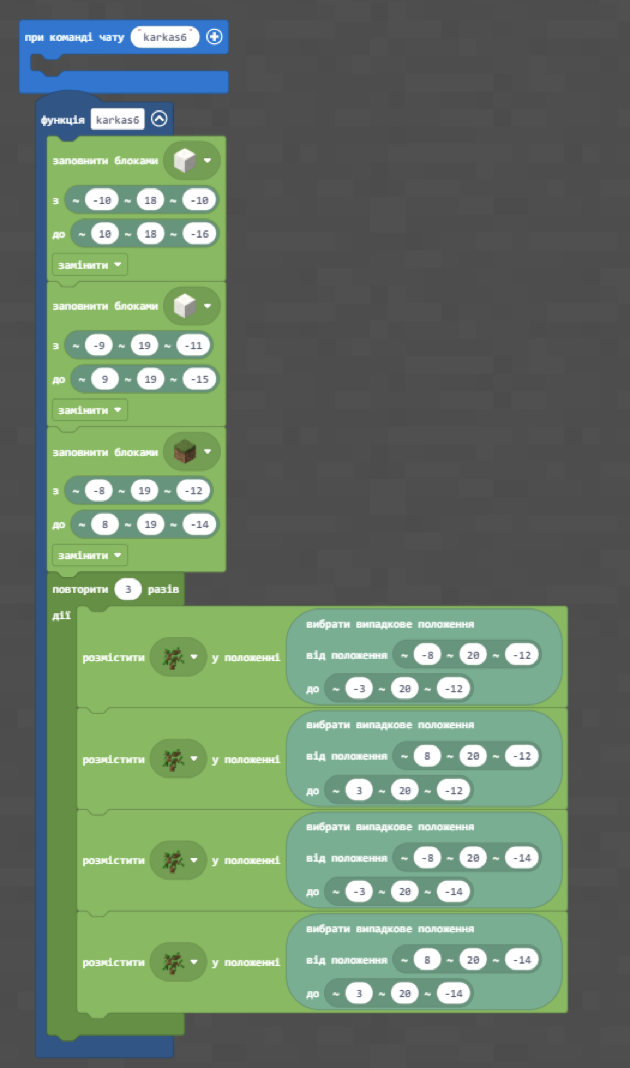 при команді чату "karkas6"
функція karkas6
заповнити блоками
з ~ -10 ~ 18 ~ -10
до ~ 10 ~ 18 ~ -16
замінити
заповнити блоками
з ~ -9 ~ 19 ~ -11
до ~ 9 ~ 19 ~ -15
замінити
заповнити блоками
з ~ -8 ~ 19 ~ -12
до ~ 8 ~ 19 ~ -14
замінити
повторити 3 разів
дії
вибрати випадкове положення
розмістити у положенні від положення ~ -8 ~ 20 ~ -12
до ~ -3 ~ 20 ~ -12
вибрати випадкове положення
розмістити у положенні від положення ~ 8 ~ 20 ~ -12
до ~ 3 ~ 20 ~ -12
вибрати випадкове положення
розмістити у положенні від положення ~ -8 ~ 20 ~ -14
до ~ -3 ~ 20 ~ -14
вибрати випадкове положення
розмістити у положенні від положення ~ 8 ~ 20 ~ -14
до ~ 3 ~ 20 ~ -14